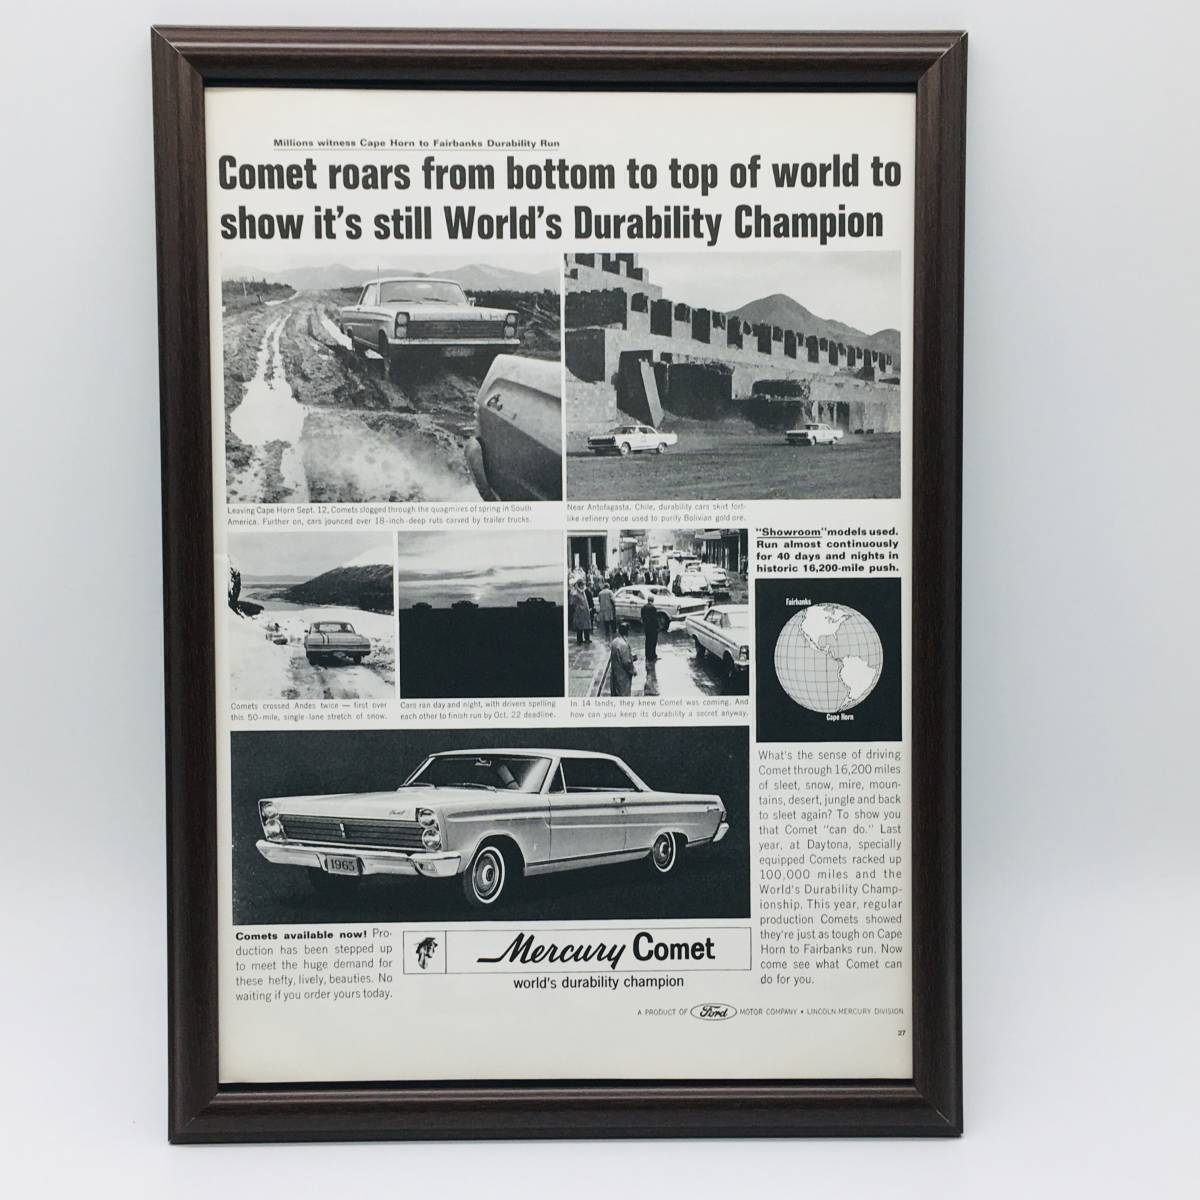 Millions witness Cape Horn to Fairbanks Durability Run
Comet roars from bottom to top of world to
show it's still World's Durability Champion
Leaving Cape Horn Sept. 12, Comets slogged through the quagmires of spring in South
America. Further on, cars jounced over 18-inch-deep ruts carved by trailer trucks.
Near Antofagasta, Chile, durability cars skirt fort-
like refinery once used to purify Bolivian gold ore.
"Showroom" models used.
Run almost continuously
for 40 days and nights in
historic 16,200-mile push.
Fairbanks
Cape Horn
Comets crossed Andes twice — first over
this 50-mile, single-lane stretch of snow.
Cars ran day and night, with drivers spelling
each other to finish run by Oct. 22 deadline.
In 14 lands, they knew Comet was coming. And
how can you keep its durability a secret anyway.
1965
What's the sense of driving
Comet through 16,200 miles
of sleet, snow, mire, moun-
tains, desert, jungle and back
to sleet again? To show you
that Comet "can do." Last
year, at Daytona, specially
equipped Comets racked up
100,000 miles and the
World's Durability Champ-
ionship. This year, regular
production Comets showed
they're just as tough on Cape
Horn to Fairbanks run. Now
come see what Comet can
do for you.
Comets available now! Pro-
duction has been stepped up
to meet the huge demand for
these hefty, lively, beauties. No
waiting if you order yours today.
Mercury Comet
world's durability champion
A PRODUCT OF Ford MOTOR COMPANY • LINCOLN-MERCURY DIVISION
27